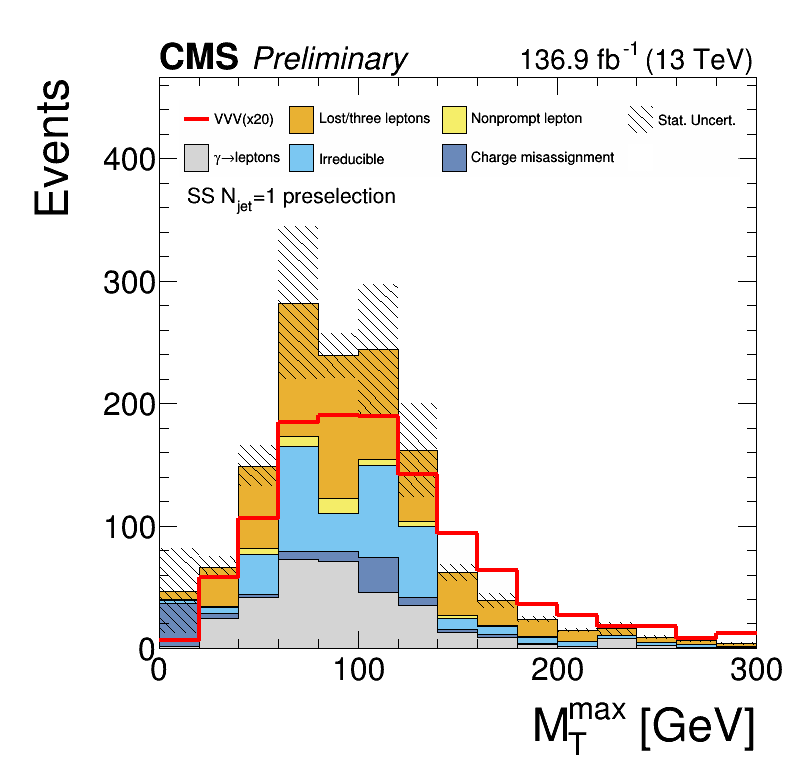 CMS Preliminary 136.9 fb⁻¹ (13 TeV)
Events
VVV(x20) Lost/three leptons Nonprompt lepton Stat. Uncert.
γ→leptons Irreducible Charge misassignment
SS N_jet=1 preselection
400
300
200
100
0
0 100 200 300
M_T^max [GeV]